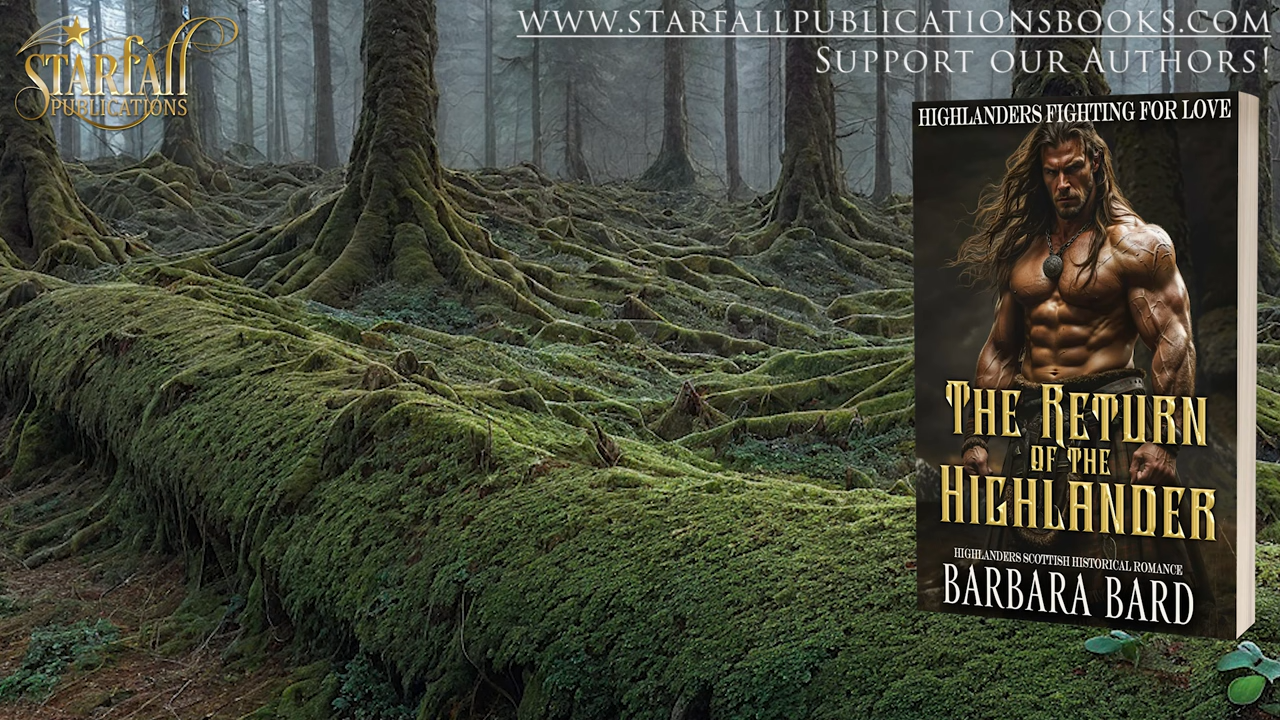 STARfall
PUBLICATIONS
www.starfallpublicationsbooks.com
Support our Authors!
HIGHLANDERS FIGHTING FOR LOVE
The Return
of the
Highlander
HIGHLANDERS SCOTTISH HISTORICAL ROMANCE
BARBARA BARD